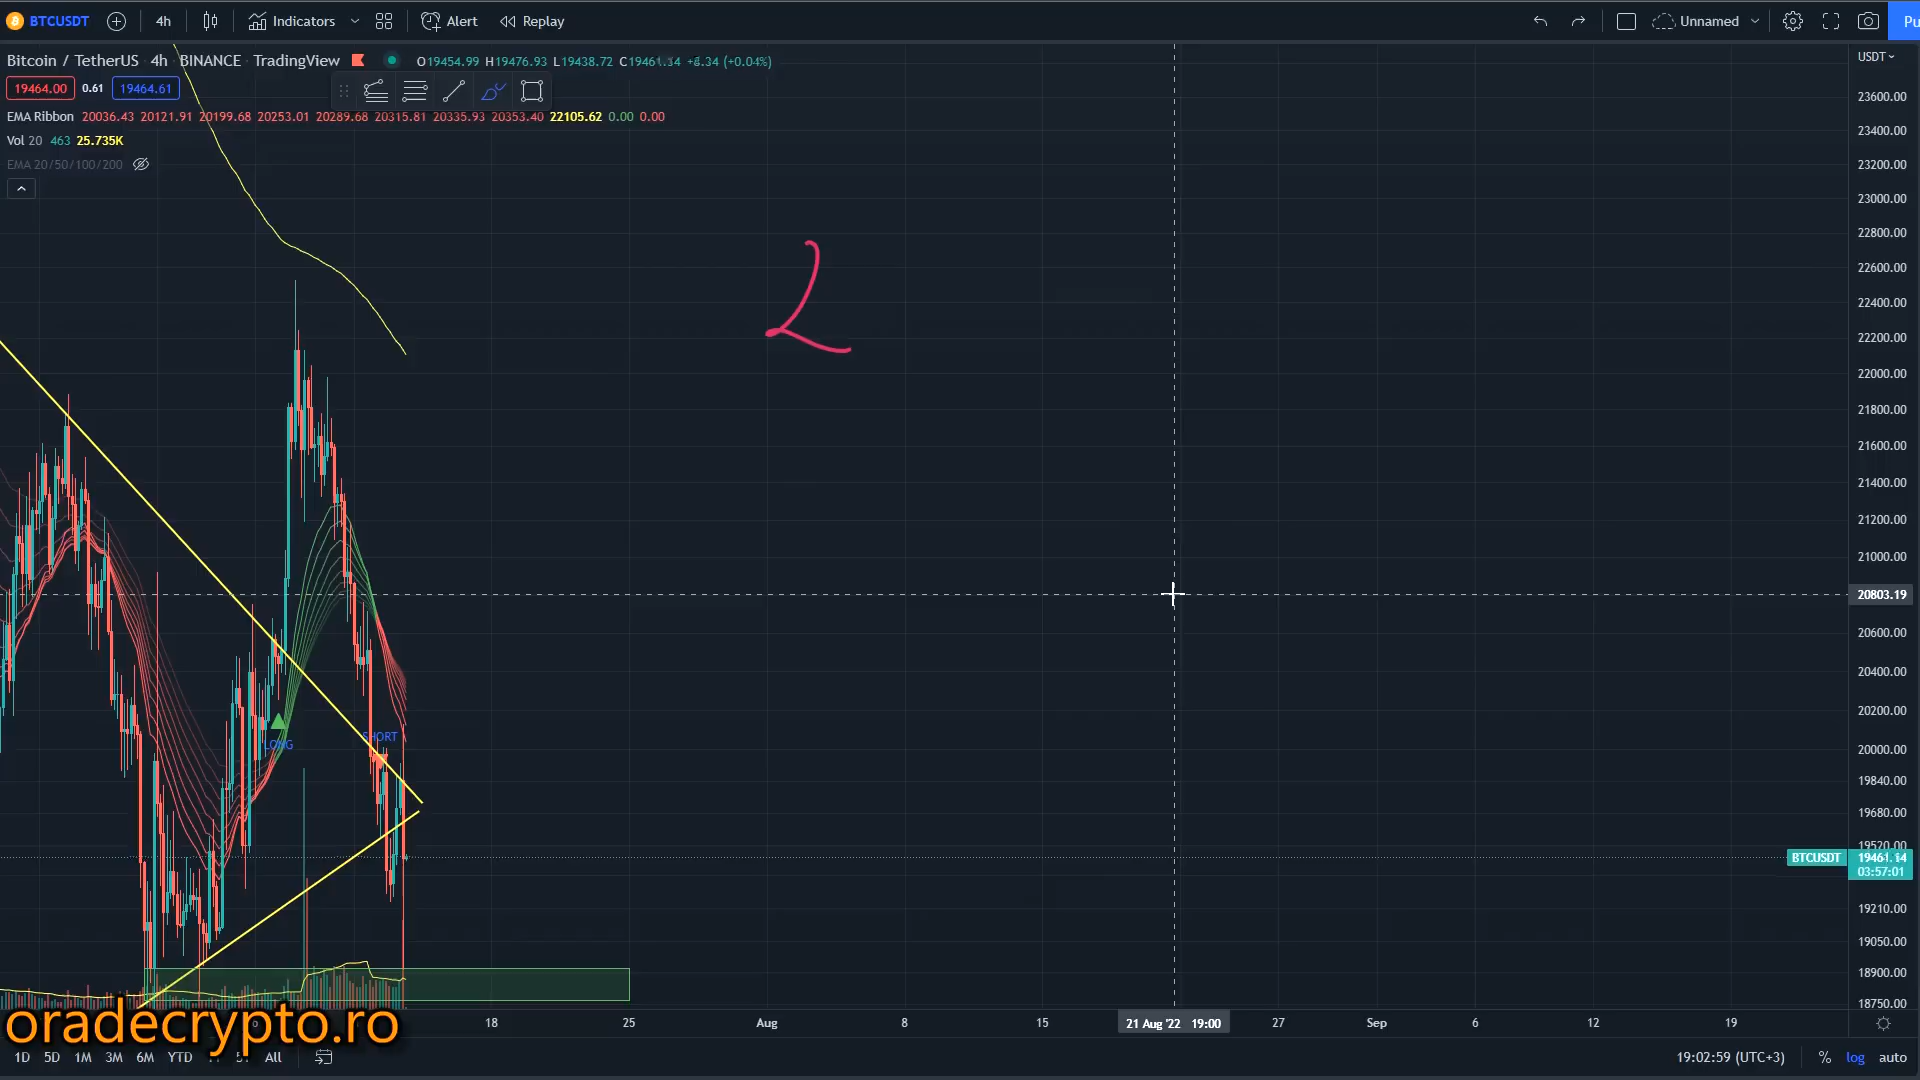 BTCUSDT 4h Indicators Alert Replay Unnamed Pu
Bitcoin / TetherUS 4h BINANCE TradingView O19454.99 H19476.93 L19438.72 +0.04%)
USDT
19464.00 0.61 19464.61
EMA Ribbon 20036.43 20121.91 20199.68 20253.01 20289.68 20315.81 20335.93 20353.40 22105.62 0.00 0.00
Vol 20 463 25.735K
EMA 20/50/100/200
2
LONG
SHORT
23600.00
23400.00
23200.00
23000.00
22800.00
22600.00
22400.00
22200.00
22000.00
21800.00
21600.00
21400.00
21200.00
21000.00
20803.19
20600.00
20400.00
20200.00
20000.00
19840.00
19680.00
19520.00
BTCUSDT
03:57:01
19210.00
19050.00
18900.00
18750.00
18 25 Aug 8 15 21 Aug '22 19:00 27 Sep 6 12 19
oradecrypto.ro
1D 5D 1M 3M 6M YTD All
19:02:59 (UTC+3) % log auto